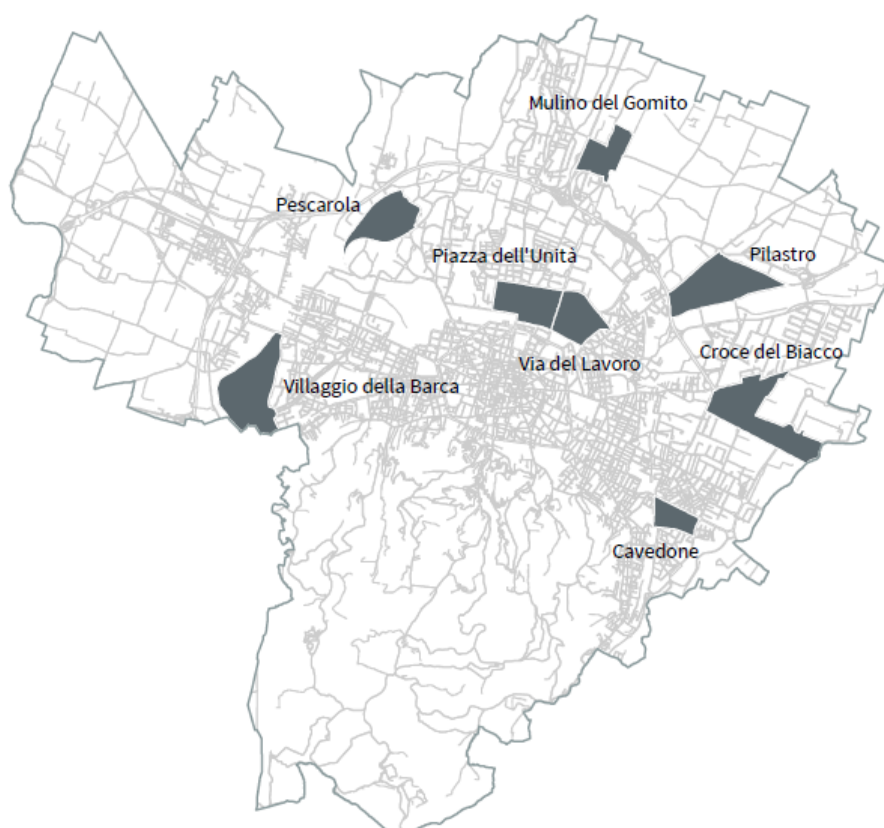 Mulino del Gomito
Pescarola
Piazza dell'Unità
Pilastro
Croce del Biacco
Via del Lavoro
Villaggio della Barca
Cavedone